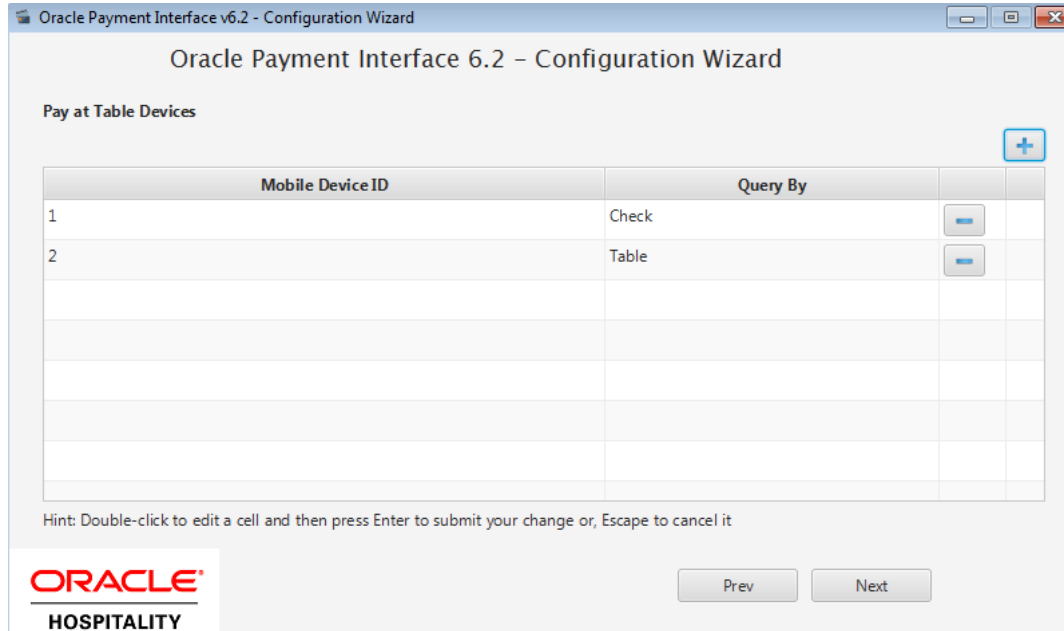 Oracle Payment Interface v6.2 - Configuration Wizard
Oracle Payment Interface 6.2 – Configuration Wizard
Pay at Table Devices
Mobile Device ID Query By
1 Check
2 Table
Hint: Double-click to edit a cell and then press Enter to submit your change or, Escape to cancel it
ORACLE®
HOSPITALITY
Prev Next